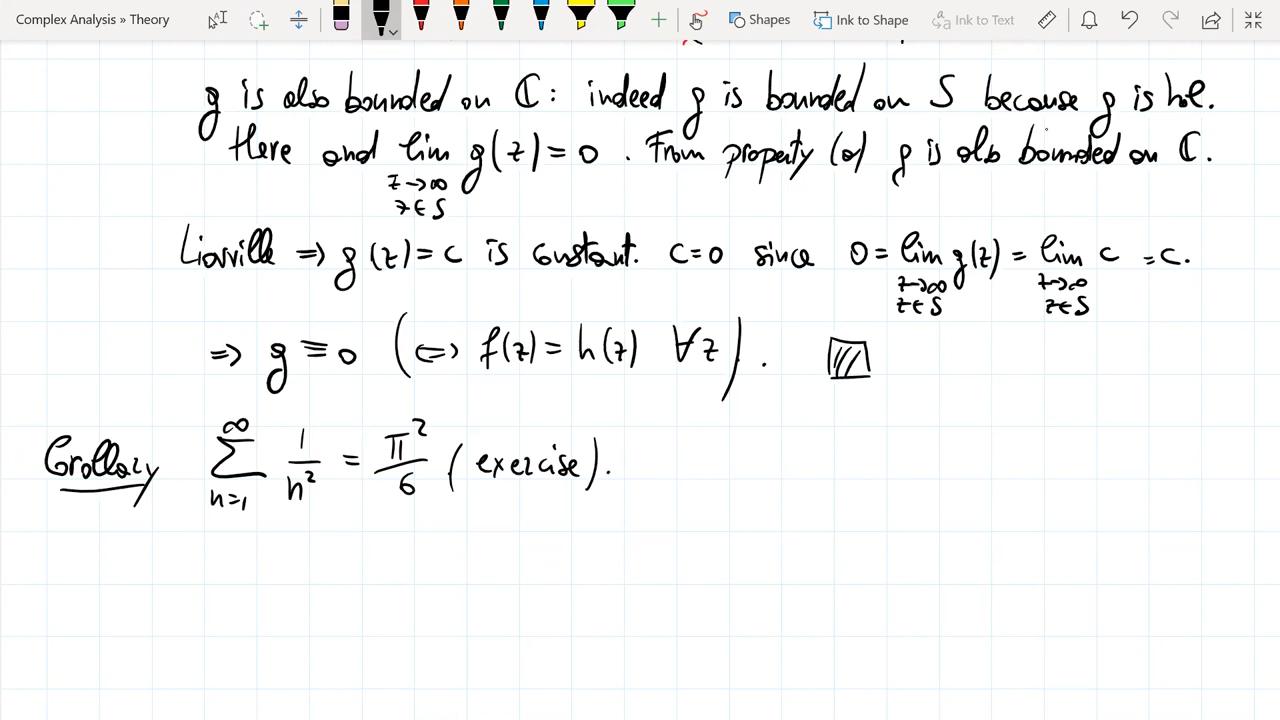 Complex Analysis » Theory
Shapes
Ink to Shape
Ink to Text
g is also bounded on ℂ: indeed g is bounded on S because g is hol.
there and lim g(z) = 0. From property (a) g is also bounded on ℂ.
z→∞
z∈S
Liouville ⇒ g(z) = c is constant. c=0 since 0 = lim g(z) = lim c = c.
z→∞ z→∞
z∈S z∈S
⇒ g ≡ 0 (⇔ f(z) = h(z) ∀z). 
Corollary ∑_{n=1}^{∞} 1/n² = π²/6 (exercise).